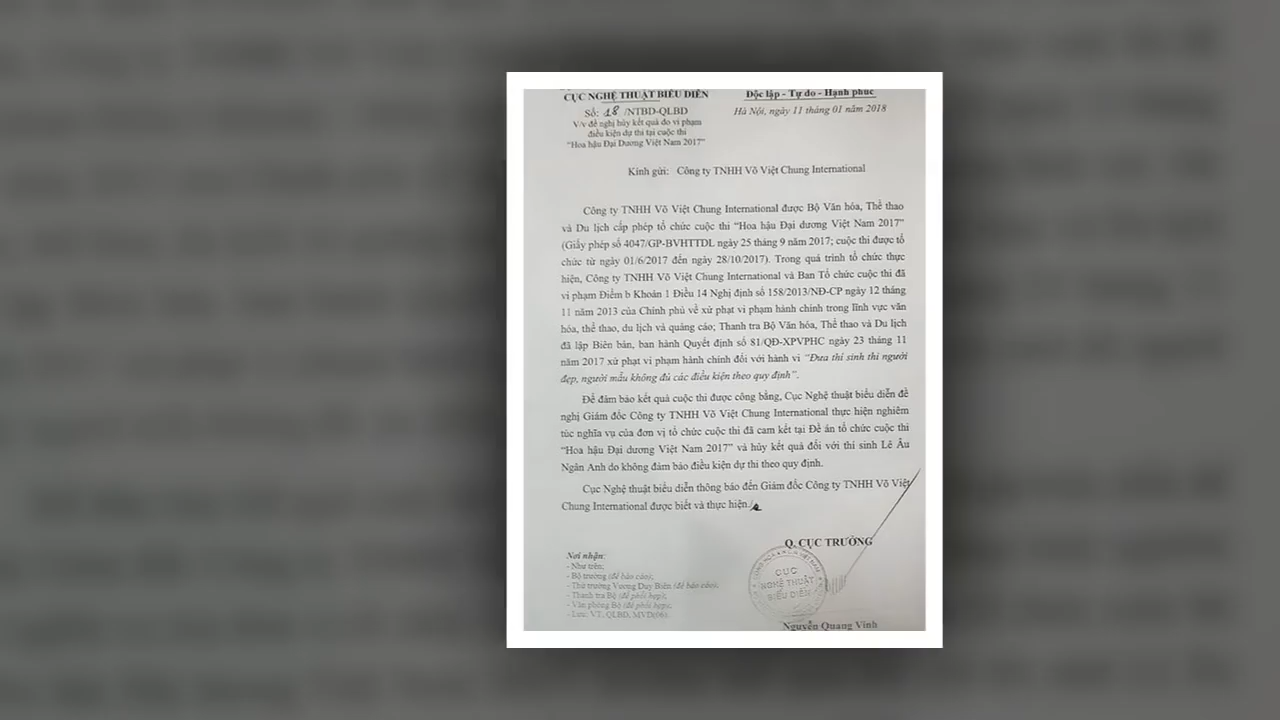 CỤC NGHỆ THUẬT BIỂU DIỄN
Độc lập - Tự do - Hạnh phúc
Số: 18 /NTBD-QLBD
Hà Nội, ngày 11 tháng 01 năm 2018
V/v đề nghị hủy kết quả do vi phạm
điều kiện dự thi tại cuộc thi
“Hoa hậu Đại Dương Việt Nam 2017”
Kính gửi: Công ty TNHH Võ Việt Chung International
Công ty TNHH Võ Việt Chung International được Bộ Văn hóa, Thể thao
và Du lịch cấp phép tổ chức cuộc thi “Hoa hậu Đại dương Việt Nam 2017”
(Giấy phép số 4047/GP-BVHTTDL ngày 25 tháng 9 năm 2017; cuộc thi được tổ
chức từ ngày 01/6/2017 đến ngày 28/10/2017). Trong quá trình tổ chức thực
hiện, Công ty TNHH Võ Việt Chung International và Ban Tổ chức cuộc thi đã
vi phạm Điểm b Khoản 1 Điều 14 Nghị định số 158/2013/NĐ-CP ngày 12 tháng
11 năm 2013 của Chính phủ về xử phạt vi phạm hành chính trong lĩnh vực văn
hóa, thể thao, du lịch và quảng cáo; Thanh tra Bộ Văn hóa, Thể thao và Du lịch
đã lập Biên bản, ban hành Quyết định số 81/QĐ-XPVPHC ngày 23 tháng 11
năm 2017 xử phạt vi phạm hành chính đối với hành vi “Đưa thí sinh thi người
đẹp, người mẫu không đủ các điều kiện theo quy định”.
Để đảm bảo kết quả cuộc thi được công bằng, Cục Nghệ thuật biểu diễn đề
nghị Giám đốc Công ty TNHH Võ Việt Chung International thực hiện nghiêm
túc nghĩa vụ của đơn vị tổ chức cuộc thi đã cam kết tại Đề án tổ chức cuộc thi
“Hoa hậu Đại dương Việt Nam 2017” và hủy kết quả đối với thí sinh Lê Âu
Ngân Anh do không đảm bảo điều kiện dự thi theo quy định.
Cục Nghệ thuật biểu diễn thông báo đến Giám đốc Công ty TNHH Võ Việt
Chung International được biết và thực hiện./.
Q. CỤC TRƯỞNG
Nơi nhận:
- Như trên;
- Bộ trưởng (để báo cáo);
- Thứ trưởng Vương Duy Biên (để báo cáo);
- Thanh tra Bộ (để phối hợp);
- Văn phòng Bộ (để phối hợp);
- Lưu: VT, QLBD, MVD(06).
CỤC
NGHỆ THUẬT
BIỂU DIỄN
Nguyễn Quang Vinh